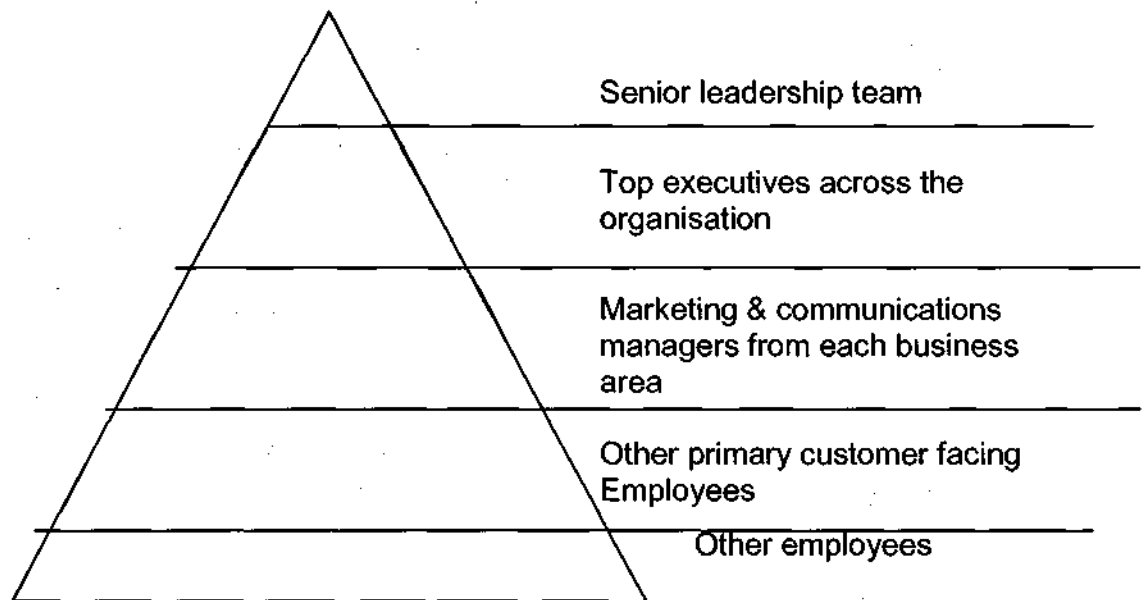 Senior leadership team
Top executives across the
organisation
Marketing & communications
managers from each business
area
Other primary customer facing
Employees
Other employees